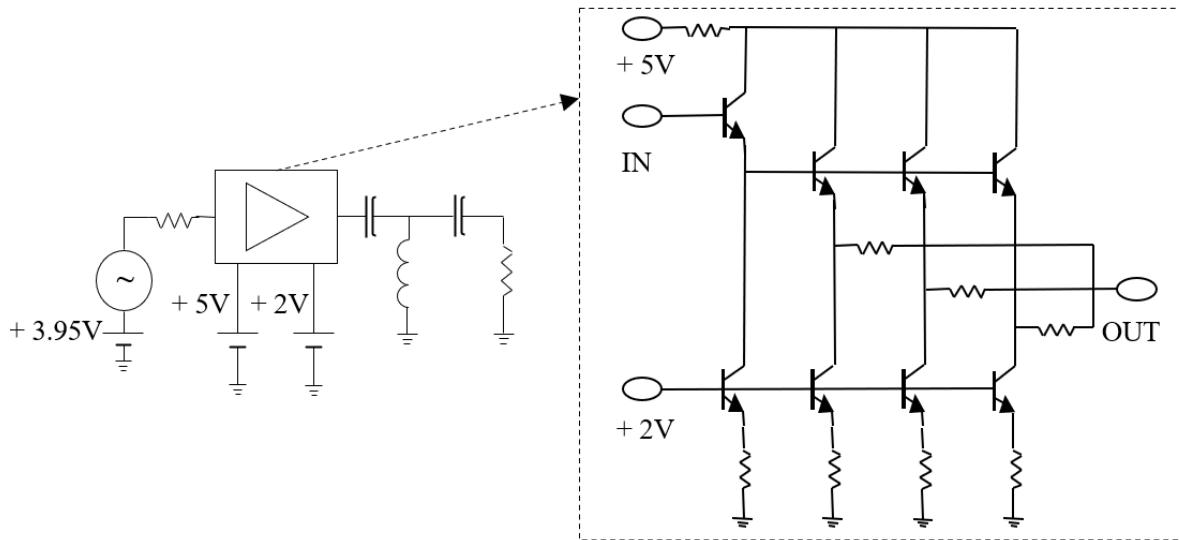 + 5V
IN
+ 5V
+ 2V
~
+ 3.95V
OUT
+ 2V